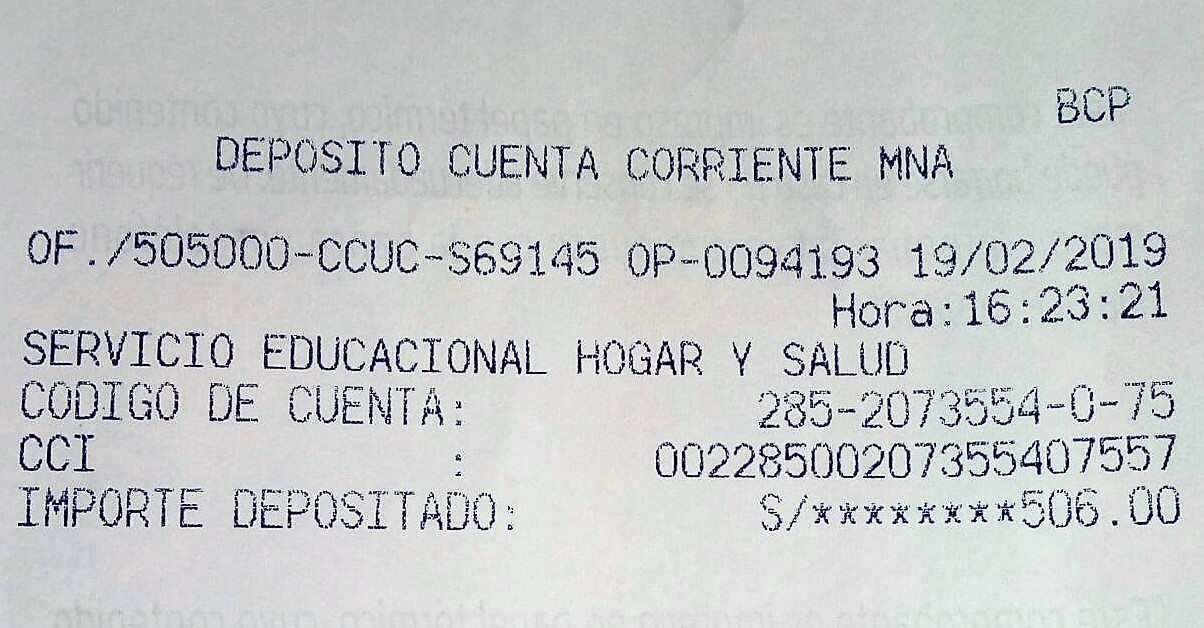 BCP
DEPOSITO CUENTA CORRIENTE MNA
OF./505000-CCUC-S69145 OP-0094193 19/02/2019
Hora:16:23:21
SERVICIO EDUCACIONAL HOGAR Y SALUD
CODIGO DE CUENTA: 285-2073554-0-75
CCI : 00228500207355407557
IMPORTE DEPOSITADO: S/********506.00